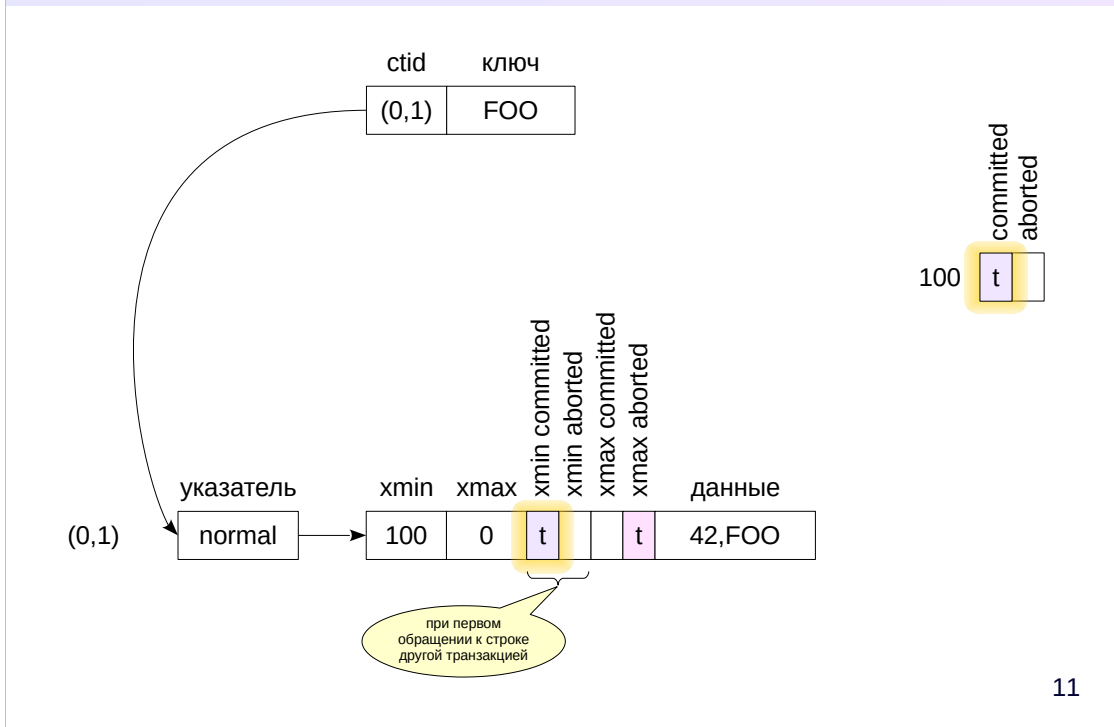 ctid ключ
(0,1) FOO
committed
aborted
100 t
xmin committed
xmin aborted
xmax committed
xmax aborted
указатель xmin xmax данные
(0,1) normal 100 0 t t 42,FOO
при первом
обращении к строке
другой транзакцией
11